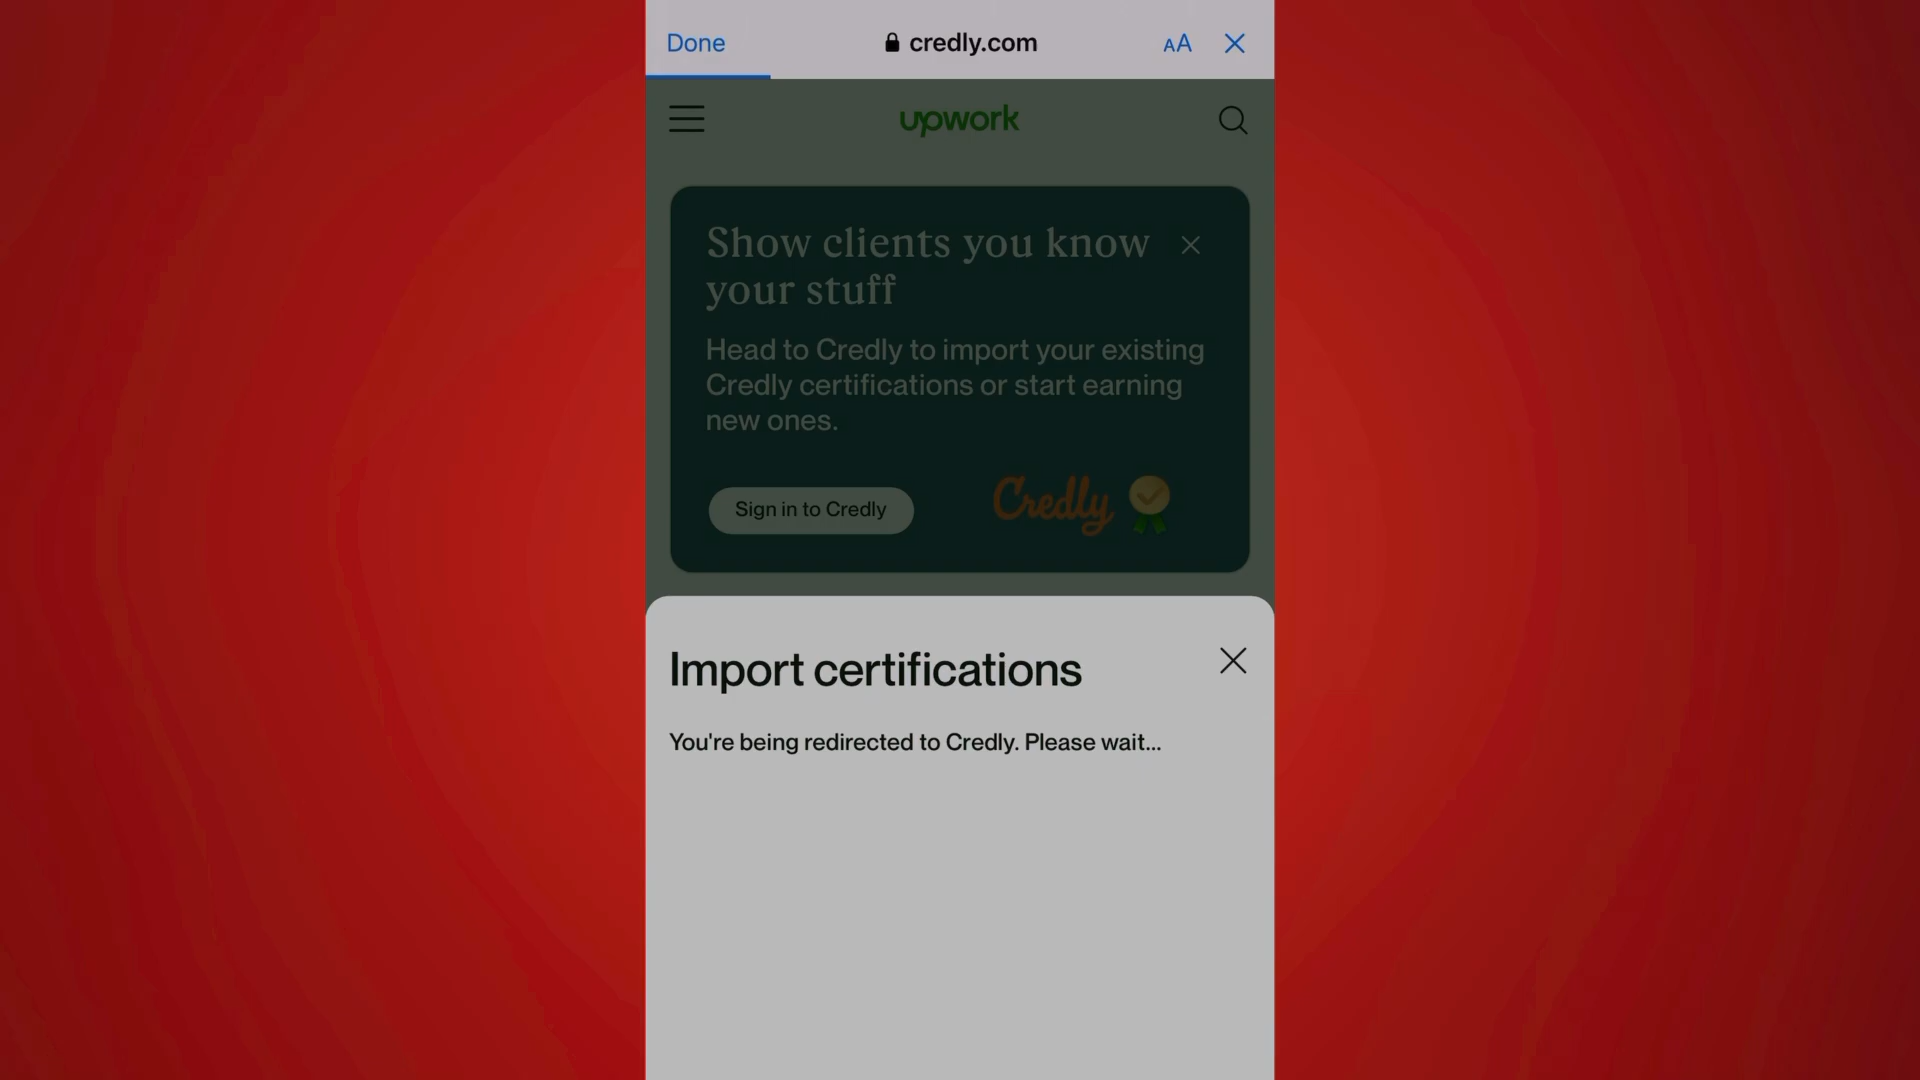 Done
credly.com
AA
upwork
Show clients you know
your stuff
Head to Credly to import your existing
Credly certifications or start earning
new ones.
Sign in to Credly
Credly
Import certifications
You're being redirected to Credly. Please wait...